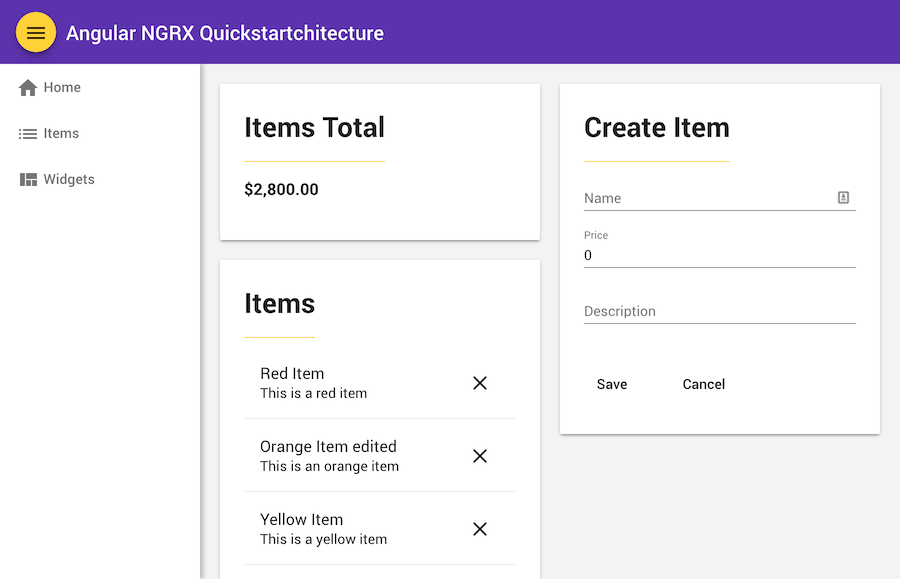 Angular NGRX Quickstartchitecture
Home
Items
Widgets
Items Total
$2,800.00
Items
Red Item
This is a red item
Orange Item edited
This is an orange item
Yellow Item
This is a yellow item
Create Item
Name
Price
0
Description
Save Cancel